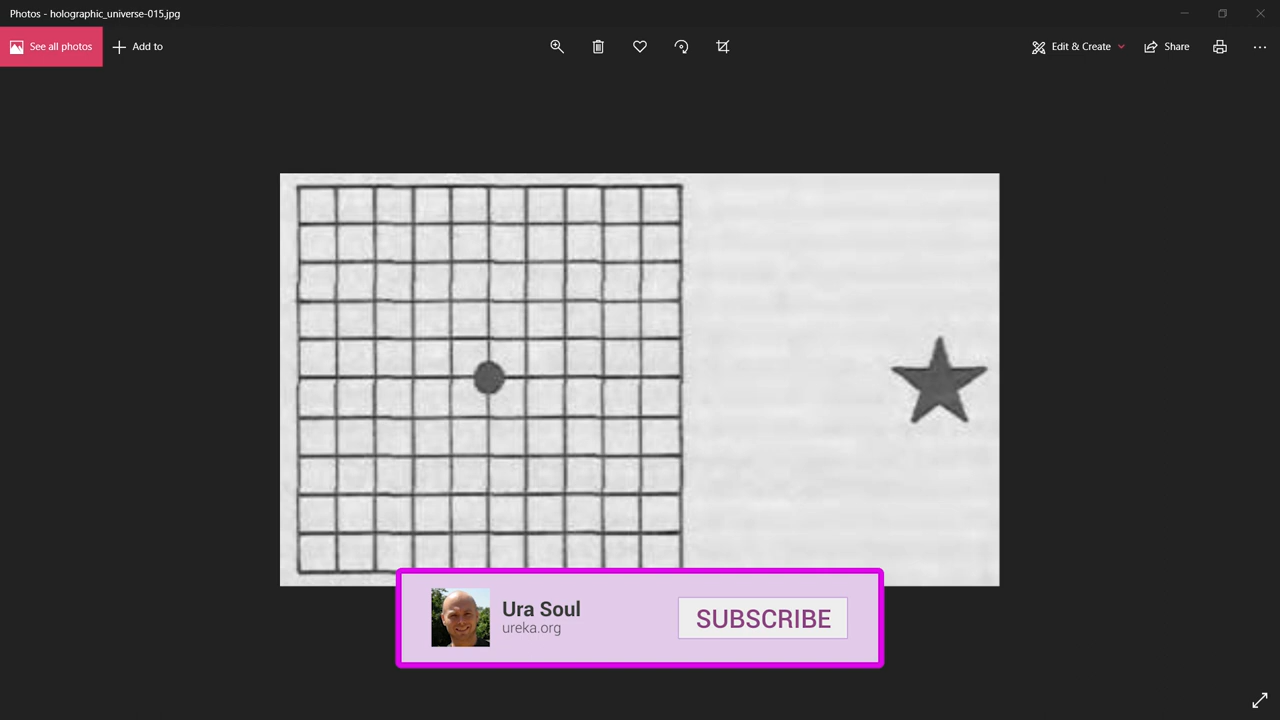 Photos - holographic_universe-015.jpg
See all photos
Add to
Edit & Create
Share
Ura Soul
ureka.org
SUBSCRIBE